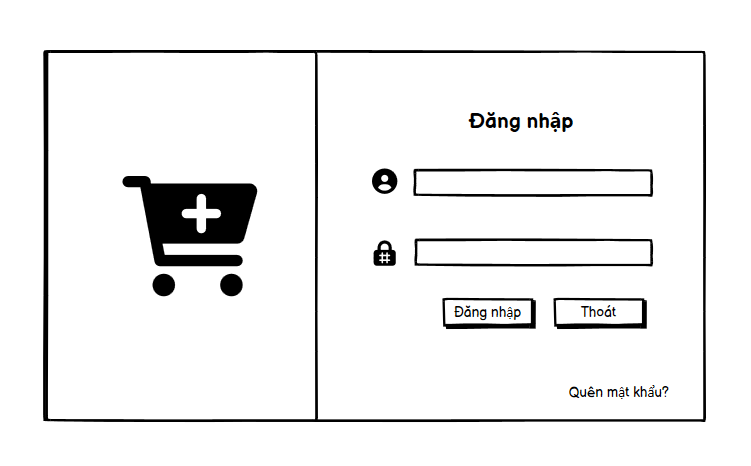 Đăng nhập
Đăng nhập
Thoát
Quên mật khẩu?